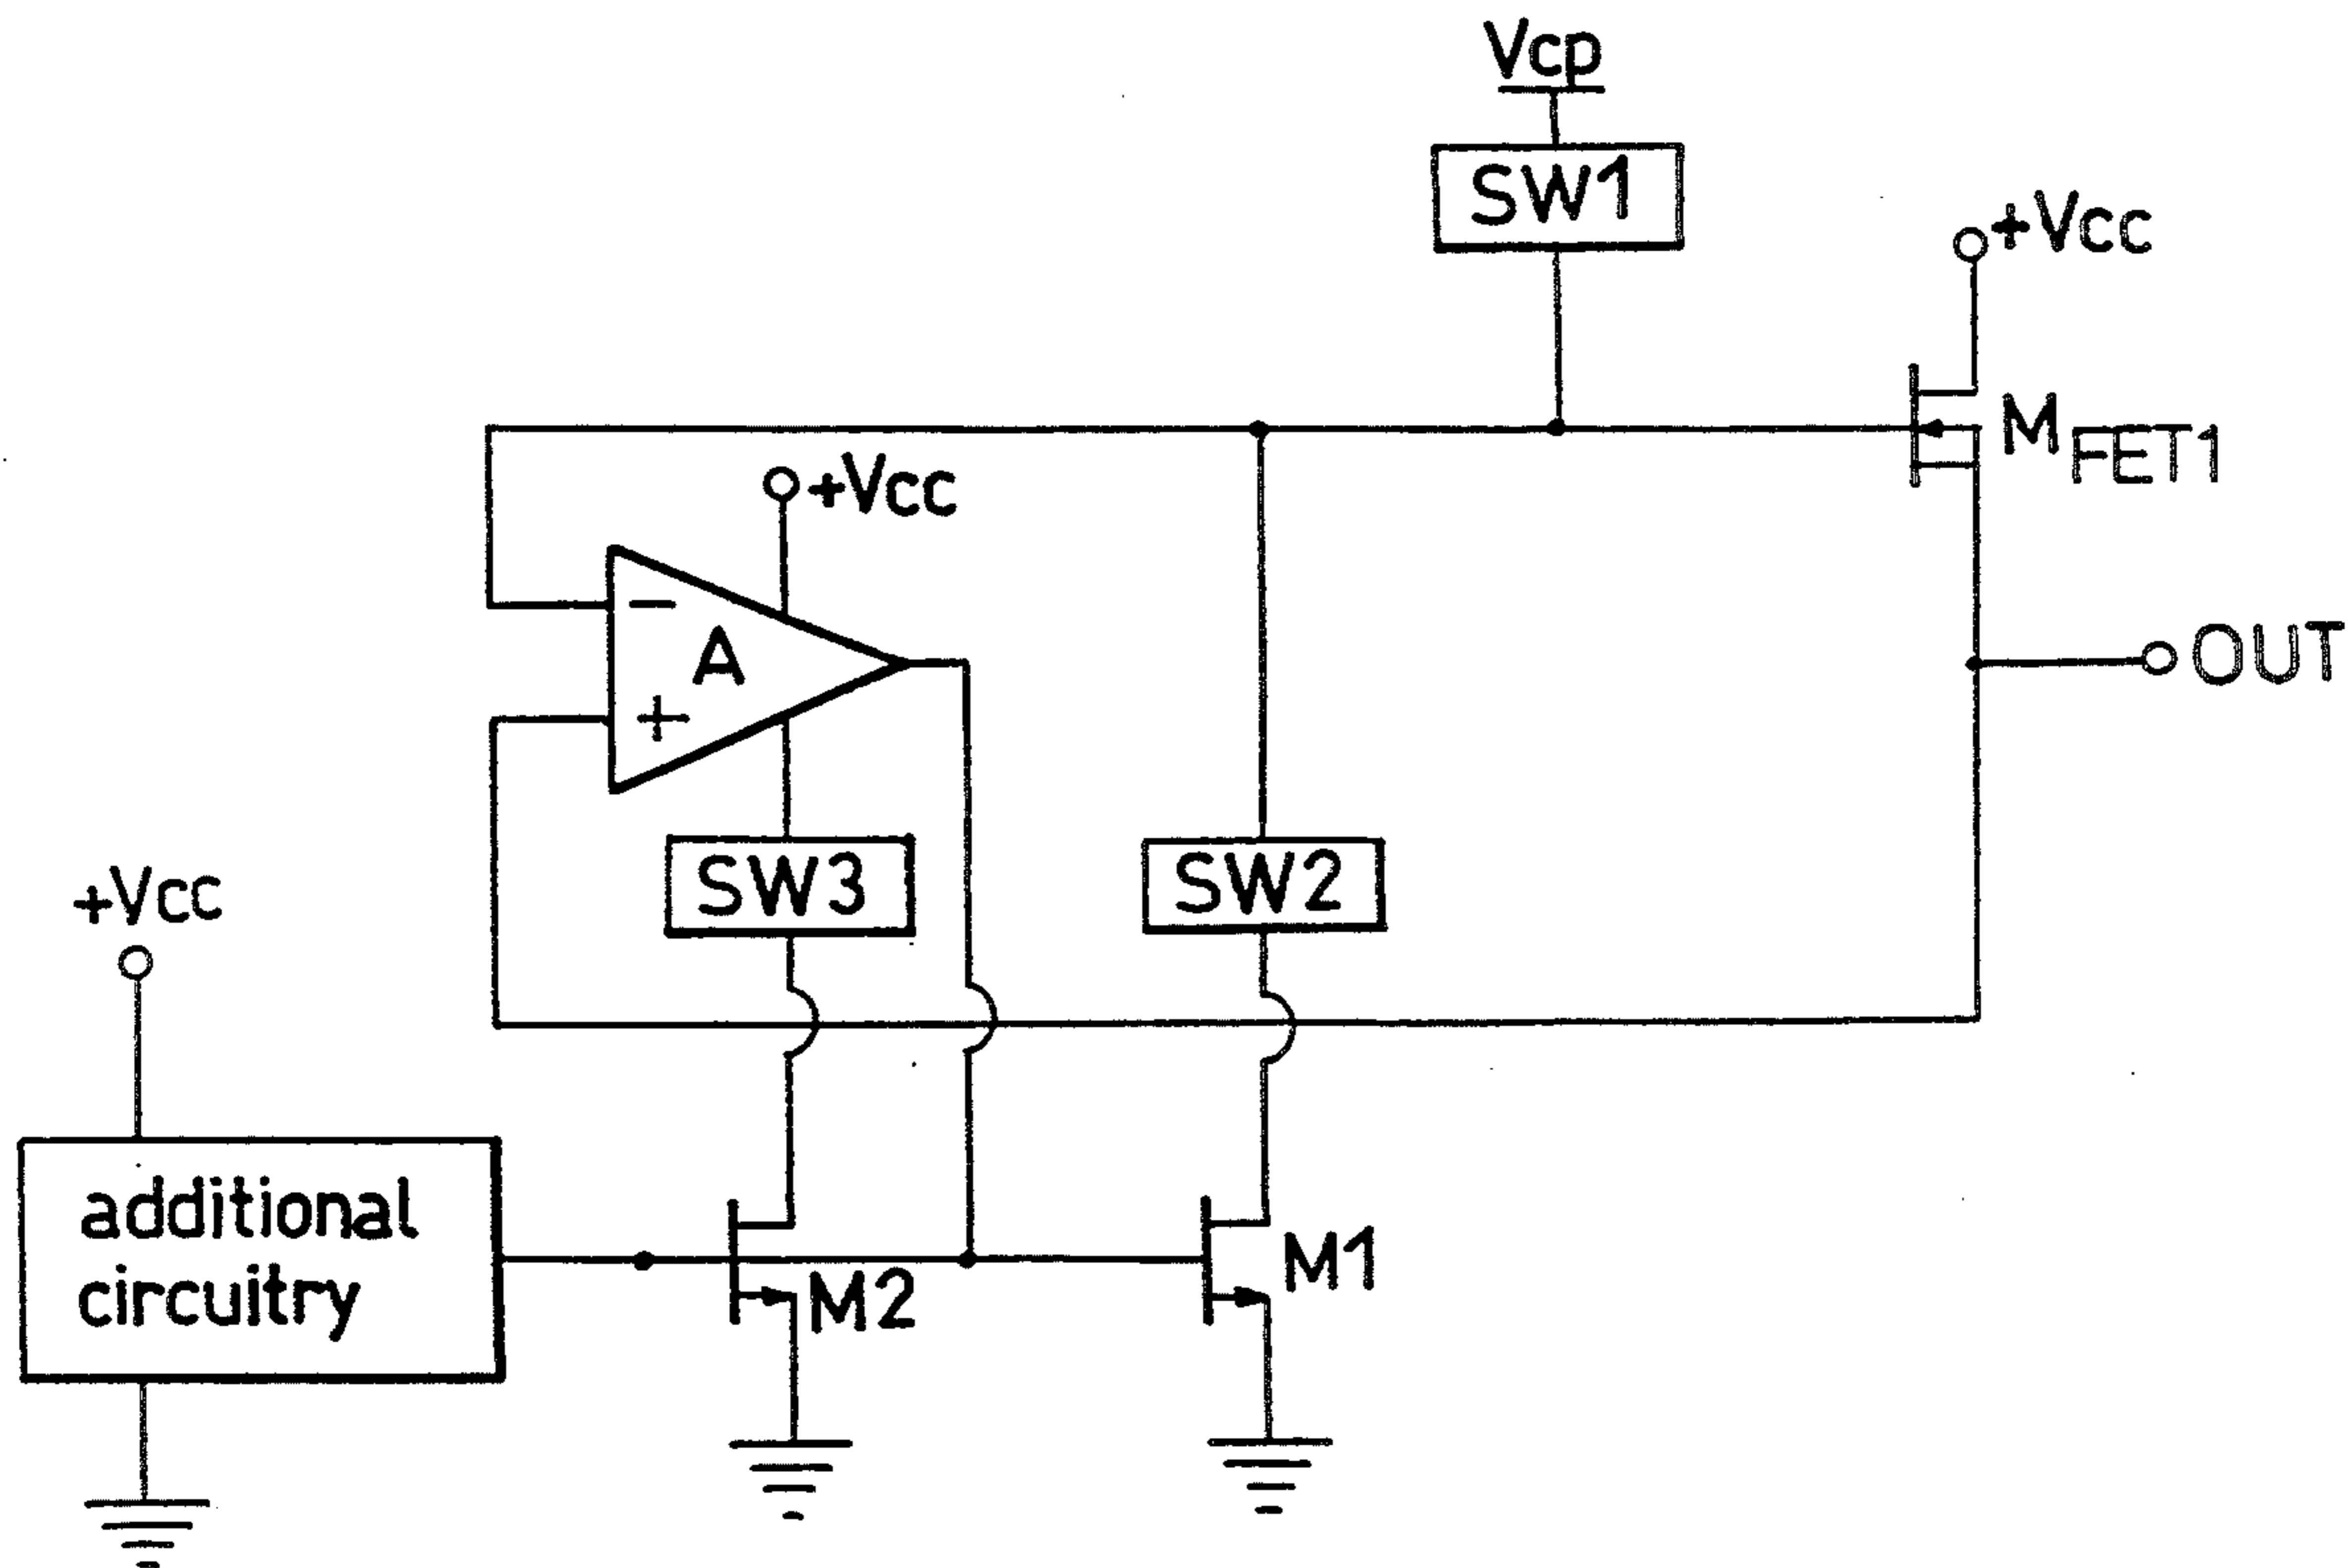 Vcp
SW1
+Vcc
M FET1
+Vcc
−
A
+
OUT
SW3
SW2
+Vcc
additional
circuitry
M2
M1